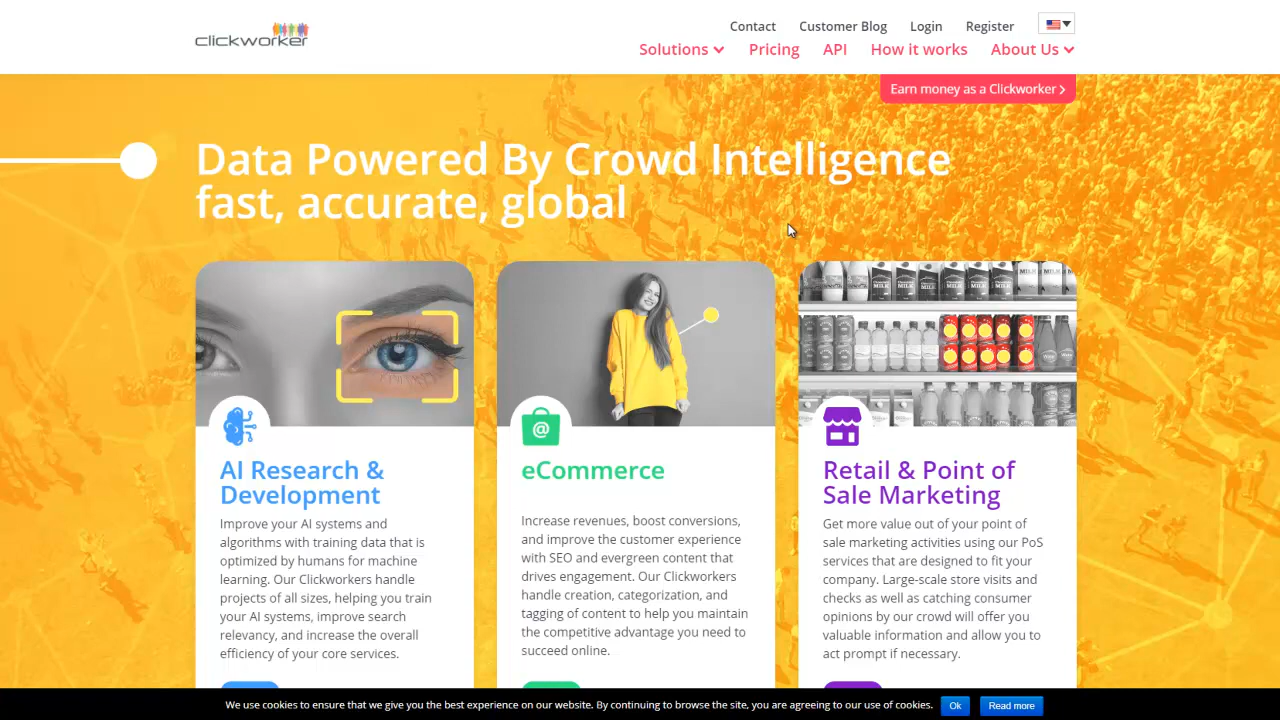 clickworker
Contact Customer Blog Login Register
Solutions Pricing API How it works About Us
Earn money as a Clickworker
Data Powered By Crowd Intelligence
fast, accurate, global
AI Research &
Development
Improve your AI systems and
algorithms with training data that is
optimized by humans for machine
learning. Our Clickworkers handle
projects of all sizes, helping you train
your AI systems, improve search
relevancy, and increase the overall
efficiency of your core services.
@
eCommerce
Increase revenues, boost conversions,
and improve the customer experience
with SEO and evergreen content that
drives engagement. Our Clickworkers
handle creation, categorization, and
tagging of content to help you maintain
the competitive advantage you need to
succeed online.
MILK MILK MILK MILK MILK MILK
Retail & Point of
Sale Marketing
Get more value out of your point of
sale marketing activities using our PoS
services that are designed to fit your
company. Large-scale store visits and
checks as well as catching consumer
opinions by our crowd will offer you
valuable information and allow you to
act prompt if necessary.
We use cookies to ensure that we give you the best experience on our website. By continuing to browse the site, you are agreeing to our use of cookies. Ok Read more